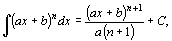 ∫(ax + b)ⁿ dx = (ax + b)ⁿ⁺¹ / a(n + 1) + C,